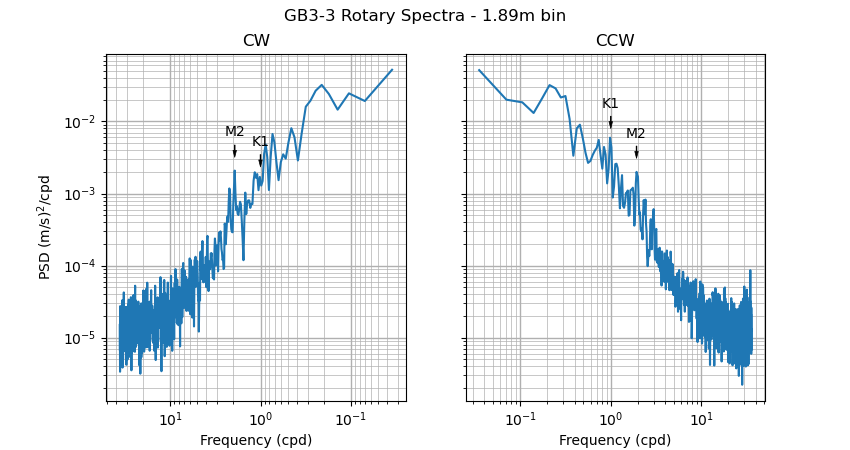 GB3-3 Rotary Spectra - 1.89m bin
CW
CCW
M2
K1
K1
M2
PSD (m/s)²/cpd
10⁻²
10⁻³
10⁻⁴
10⁻⁵
10¹ 10⁰ 10⁻¹
10⁻¹ 10⁰ 10¹
Frequency (cpd)
Frequency (cpd)